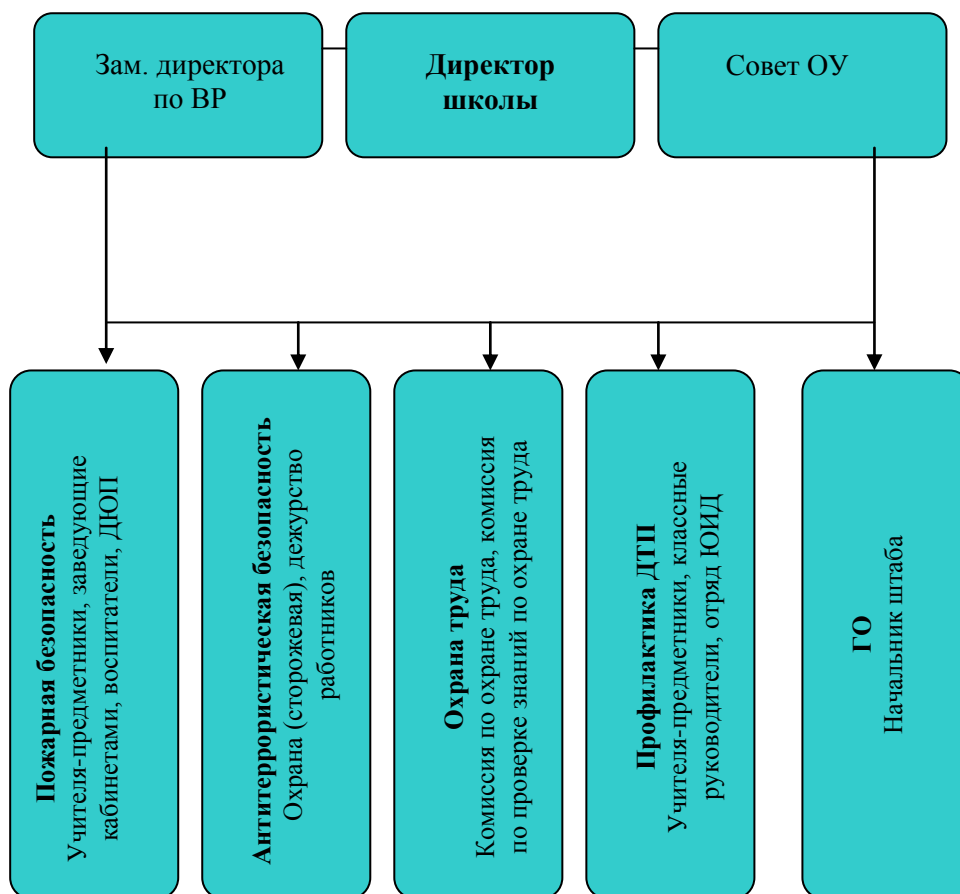 Зам. директора
по ВР
Директор
школы
Совет ОУ
Пожарная безопасность
Учителя-предметники, заведующие
кабинетами, воспитатели, ДЮП
Антитеррористическая безопасность
Охрана (сторожевая), дежурство
работников
Охрана труда
Комиссия по охране труда, комиссия
по проверке знаний по охране труда
Профилактика ДТП
Учителя-предметники, классные
руководители, отряд ЮИД
ГО
Начальник штаба